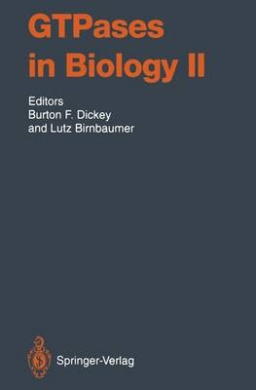 GTPases
in Biology II
Editors
Burton F. Dickey
and Lutz Birnbaumer
Springer-Verlag